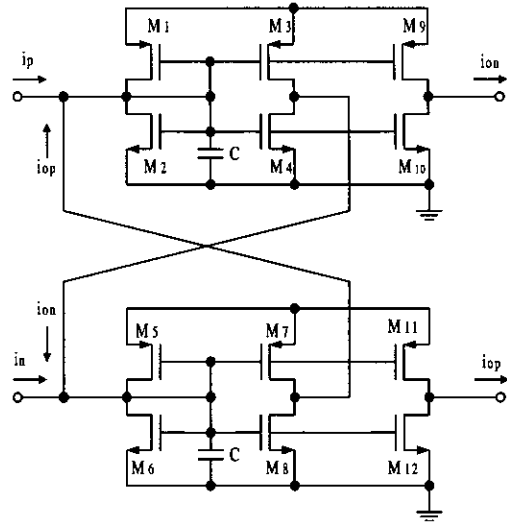 M1 M3 M9
ip ion
iop M2 C M4 M10
ion M5 M7 M11
in iop
M6 C M8 M12